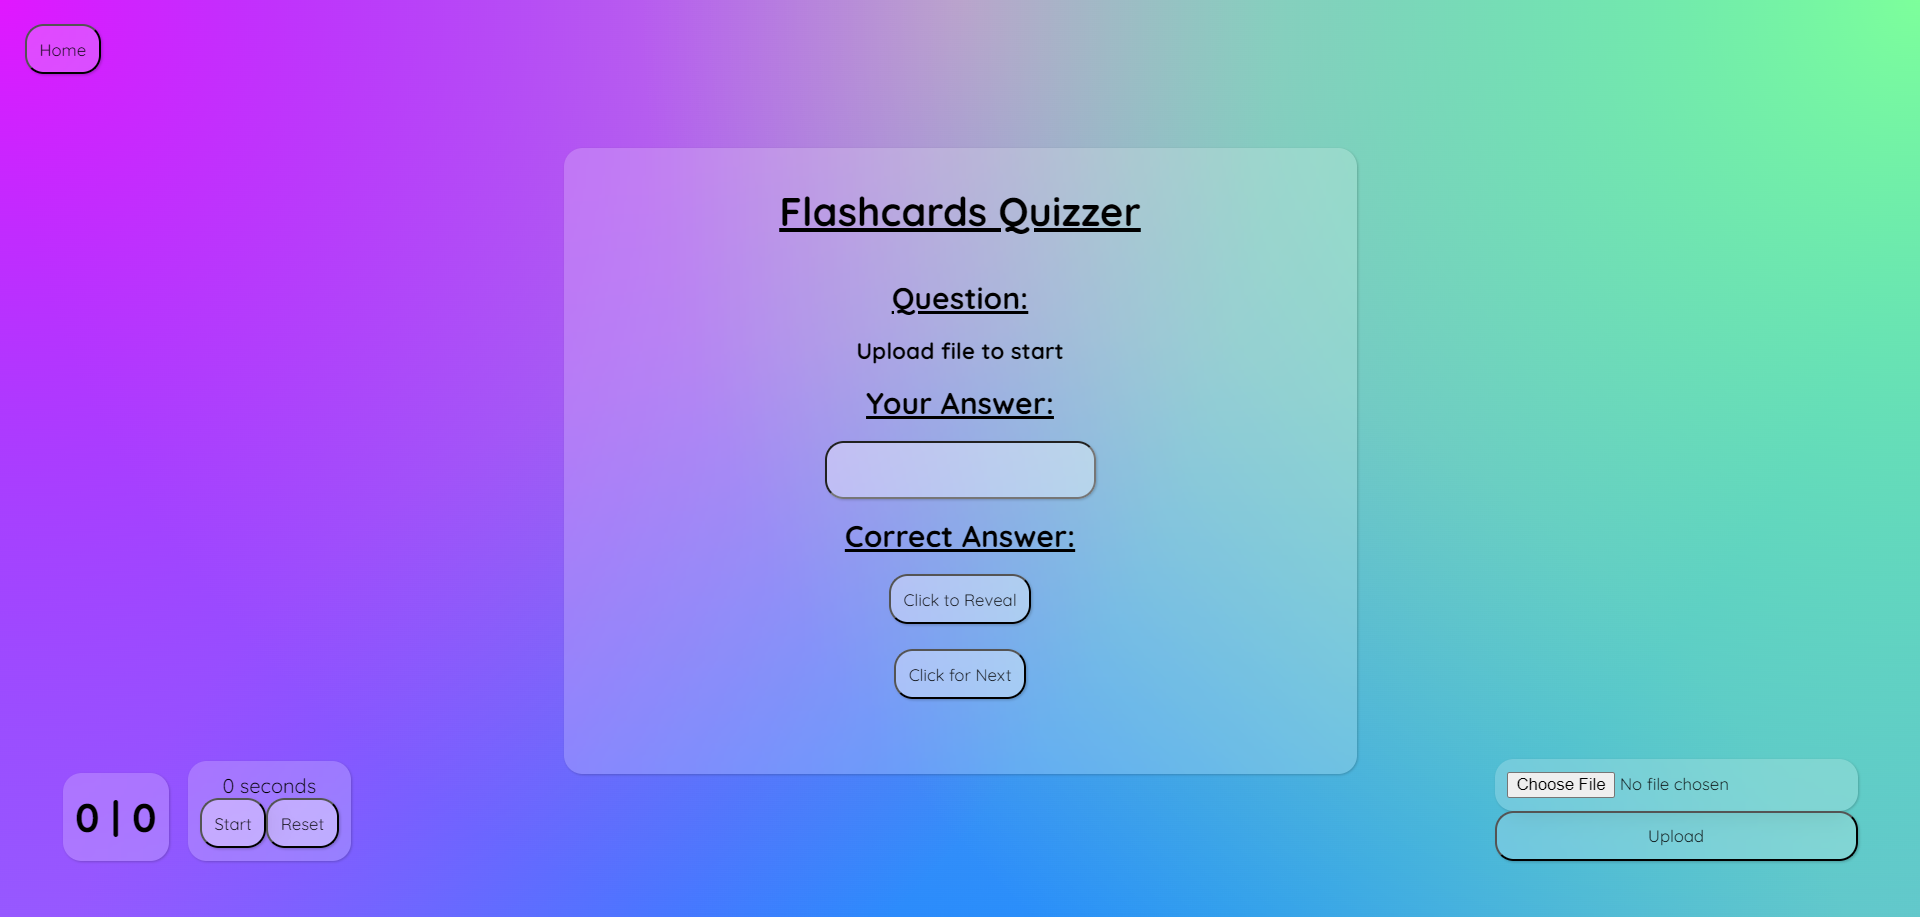 Home
Flashcards Quizzer
Question:
Upload file to start
Your Answer:
Correct Answer:
Click to Reveal
Click for Next
0 | 0
0 seconds
Start Reset
Choose File No file chosen
Upload